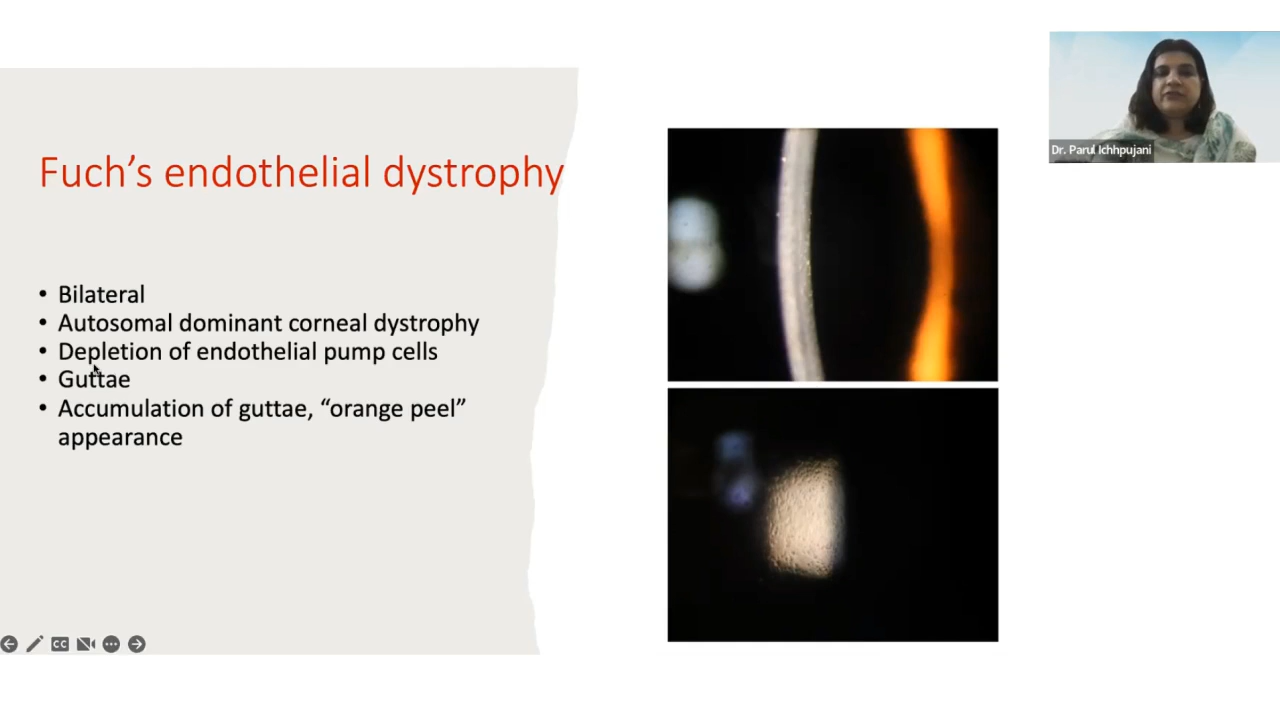 Fuch’s endothelial dystrophy
• Bilateral
• Autosomal dominant corneal dystrophy
• Depletion of endothelial pump cells
• Guttae
• Accumulation of guttae, “orange peel”
appearance
Dr. Parul Ichhpujani
CC